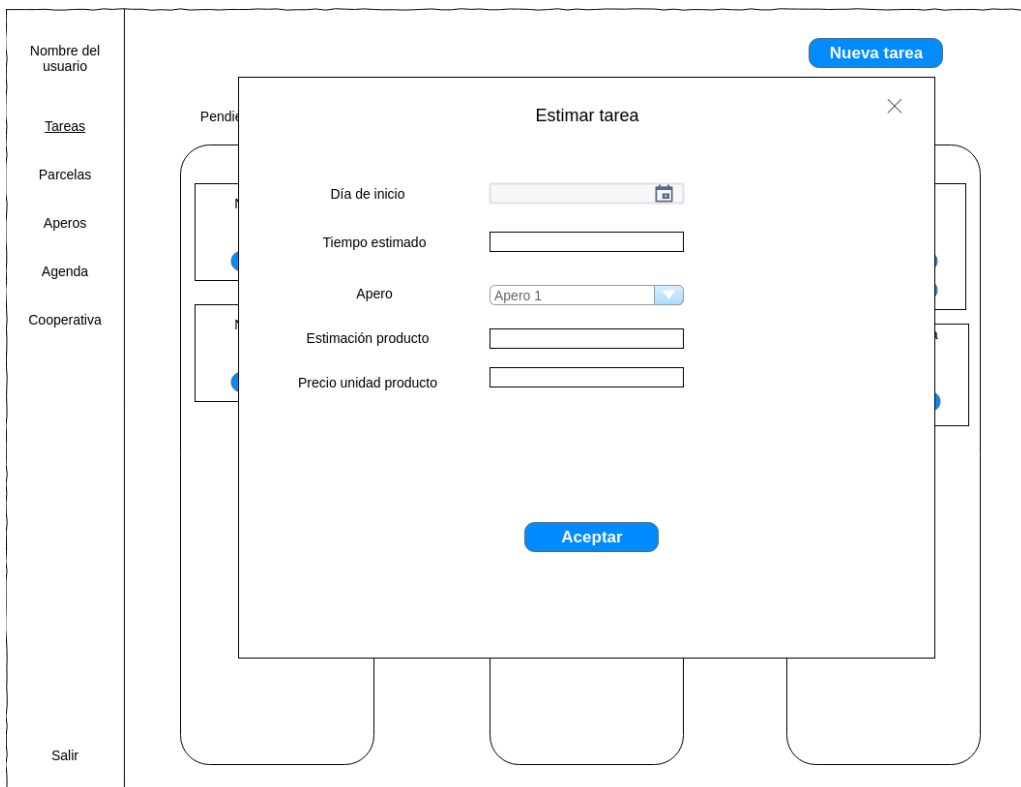 Nombre del
usuario
Nueva tarea
Tareas
Parcelas
Aperos
Agenda
Cooperativa
Salir
Estimar tarea
Día de inicio
Tiempo estimado
Apero
Apero 1
Estimación producto
Precio unidad producto
Aceptar